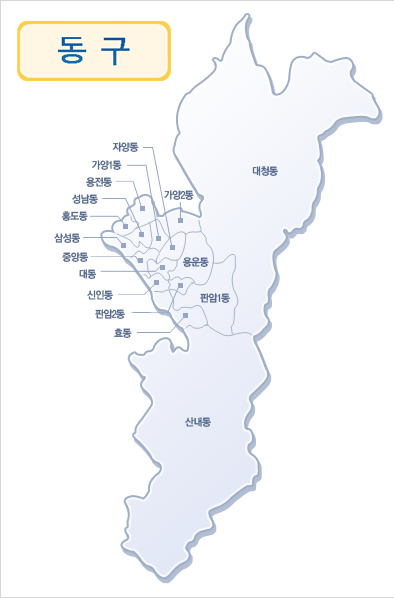 동 구
자양동
가양1동
용전동
성남동
홍도동
삼성동
중앙동
대동
신인동
판암2동
효동
가양2동
대청동
용운동
판암1동
산내동